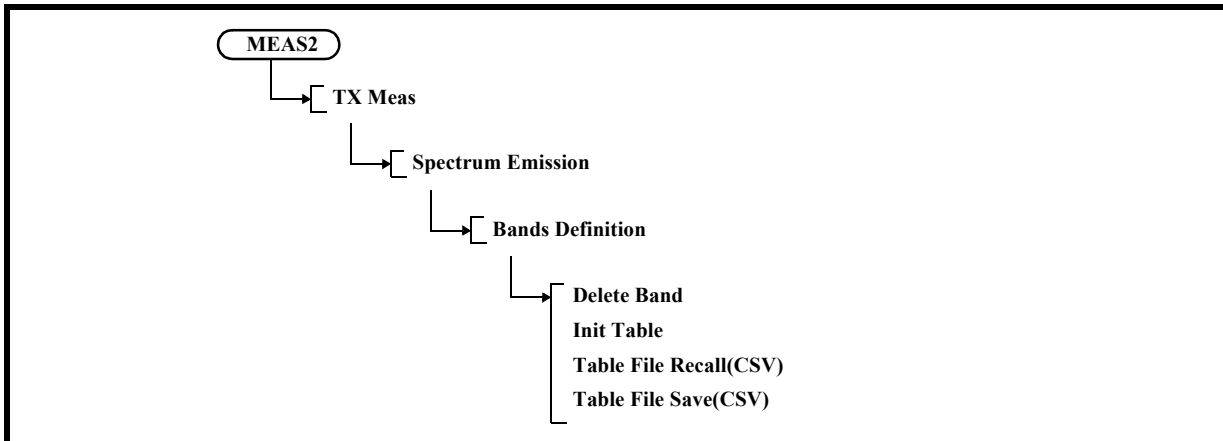 MEAS2
TX Meas
Spectrum Emission
Bands Definition
Delete Band
Init Table
Table File Recall(CSV)
Table File Save(CSV)